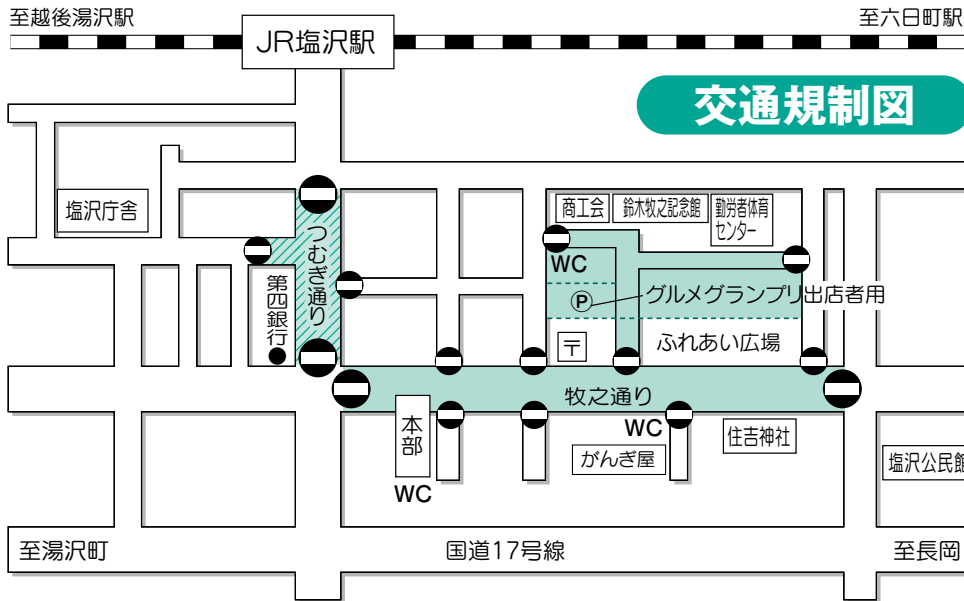 至越後湯沢駅
至六日町駅
JR塩沢駅
交通規制図
塩沢庁舎
商工会
鈴木牧之記念館
勤労者体育
センター
つむぎ通り
WC
第四銀行
Ⓟ
グルメグランプリ出店者用
〒
ふれあい広場
牧之通り
本部
WC
WC
がんぎ屋
住吉神社
塩沢公民館
至湯沢町
国道17号線
至長岡